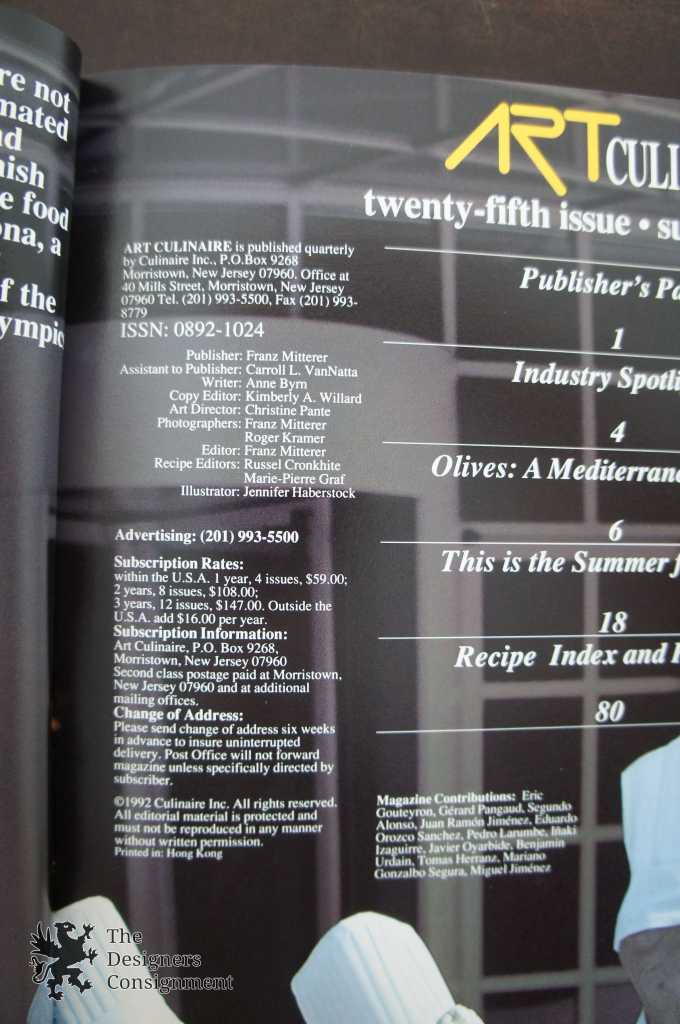 re not
mated
nish
e food
ona, a
f the
ympic
ART CULI
twenty-fifth issue • su
ART CULINAIRE is published quarterly
by Culinaire Inc., P.O.Box 9268
Morristown, New Jersey 07960. Office at
40 Mills Street, Morristown, New Jersey
07960 Tel. (201) 993-5500, Fax (201) 993-
8779
ISSN: 0892-1024
Publisher: Franz Mitterer
Assistant to Publisher: Carroll L. VanNatta
Writer: Anne Byrn
Copy Editor: Kimberly A. Willard
Art Director: Christine Pante
Photographers: Franz Mitterer
Roger Kramer
Editor: Franz Mitterer
Recipe Editors: Russel Cronkhite
Marie-Pierre Graf
Illustrator: Jennifer Haberstock
Advertising: (201) 993-5500
Subscription Rates:
within the U.S.A. 1 year, 4 issues, $59.00;
2 years, 8 issues, $108.00;
3 years, 12 issues, $147.00. Outside the
U.S.A. add $16.00 per year.
Subscription Information:
Art Culinaire, P.O. Box 9268,
Morristown, New Jersey 07960
Second class postage paid at Morristown,
New Jersey 07960 and at additional
mailing offices.
Change of Address:
Please send change of address six weeks
in advance to insure uninterrupted
delivery. Post Office will not forward
magazine unless specifically directed by
subscriber.
©1992 Culinaire Inc. All rights reserved.
All editorial material is protected and
must not be reproduced in any manner
without written permission.
Printed in: Hong Kong
Publisher's Pa
1
Industry Spotli
4
Olives: A Mediterrane
6
This is the Summer f
18
Recipe Index and
80
Magazine Contributions: Eric
Gouteyron, Gérard Pangaud, Segundo
Alonso, Juan Ramón Jiménez, Eduardo
Orozco Sanchez, Pedro Larumbe, Iñaki
Izaguirre, Javier Oyarbide, Benjamin
Urdain, Tomas Herranz, Mariano
Gonzalbo Segura, Miguel Jiménez
The
Designers
Consignment